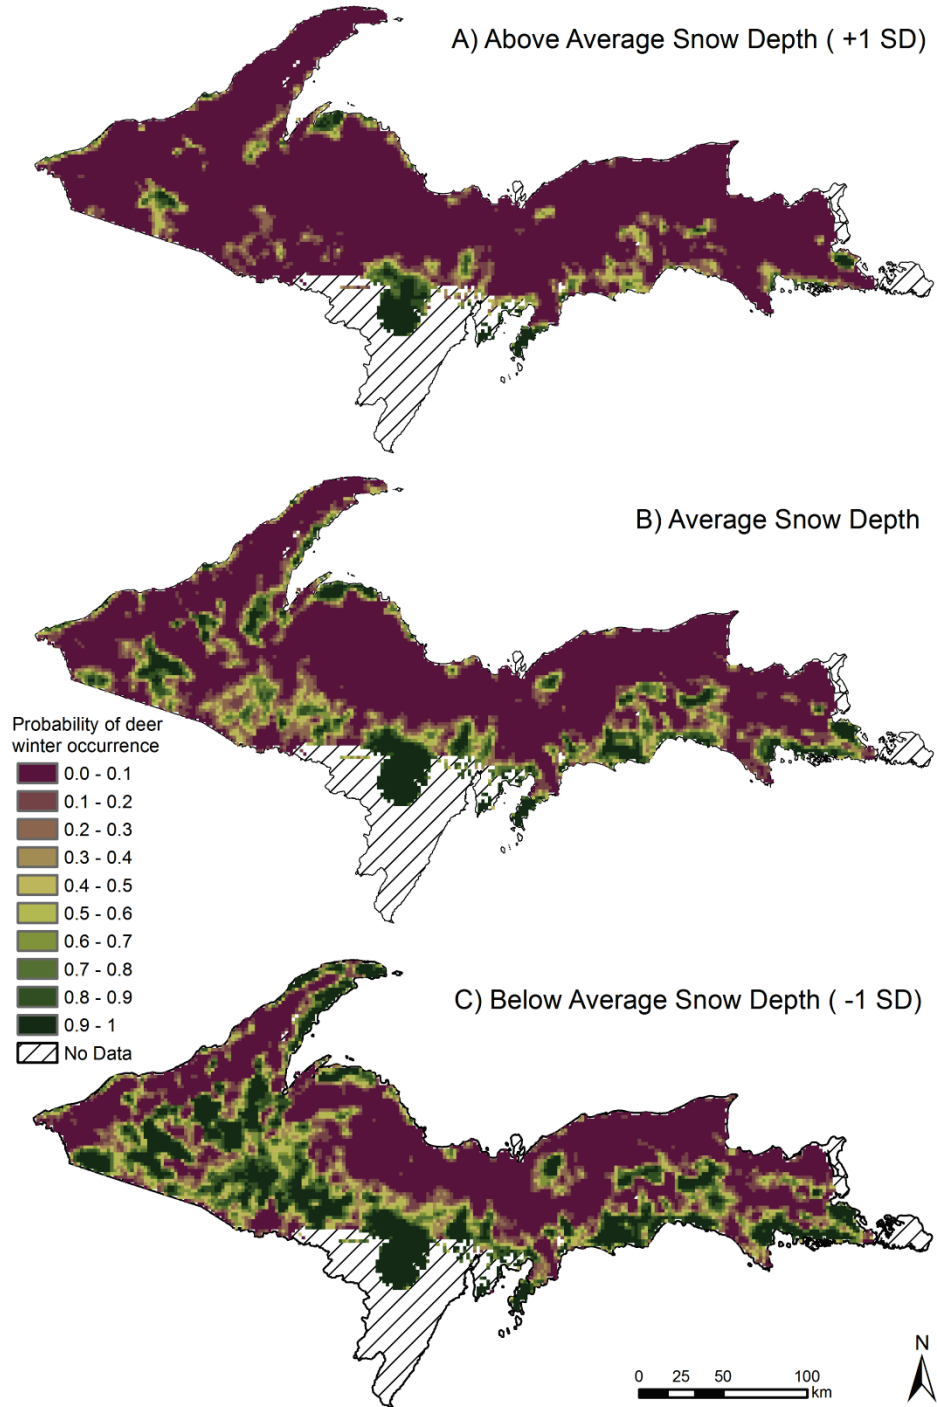 A) Above Average Snow Depth ( +1 SD)
B) Average Snow Depth
Probability of deer
winter occurrence
0.0 - 0.1
0.1 - 0.2
0.2 - 0.3
0.3 - 0.4
0.4 - 0.5
0.5 - 0.6
0.6 - 0.7
0.7 - 0.8
0.8 - 0.9
0.9 - 1
No Data
C) Below Average Snow Depth ( -1 SD)
N
0 25 50 100
km